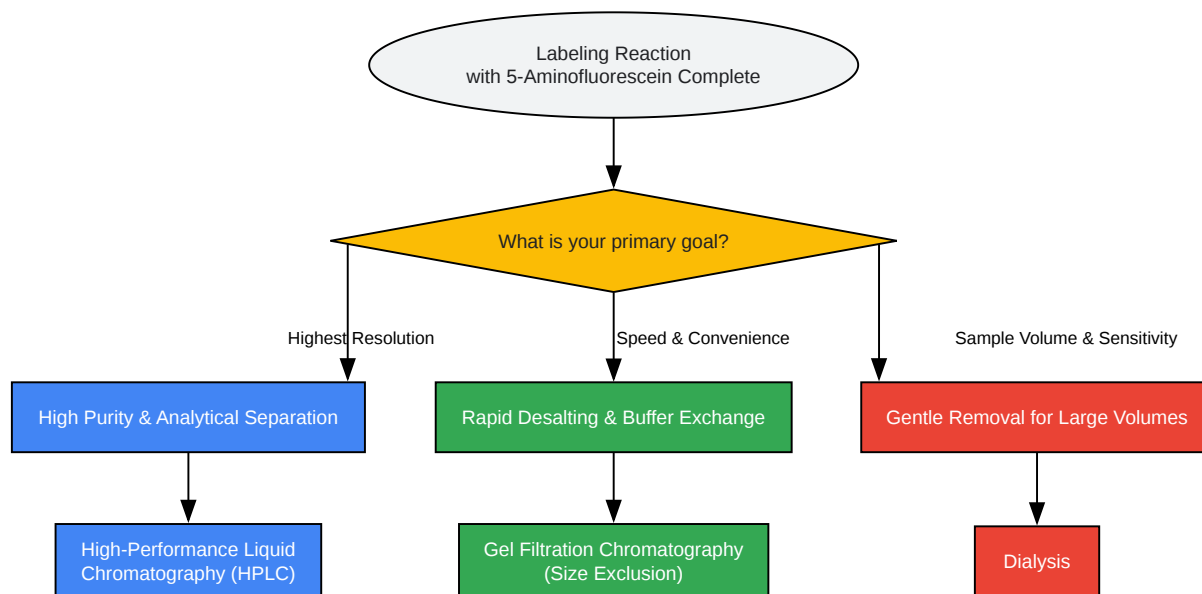 Labeling Reaction
with 5-Aminofluorescein Complete
What is your primary goal?
Highest Resolution
Speed & Convenience
Sample Volume & Sensitivity
High Purity & Analytical Separation
Rapid Desalting & Buffer Exchange
Gentle Removal for Large Volumes
High-Performance Liquid
Chromatography (HPLC)
Gel Filtration Chromatography
(Size Exclusion)
Dialysis